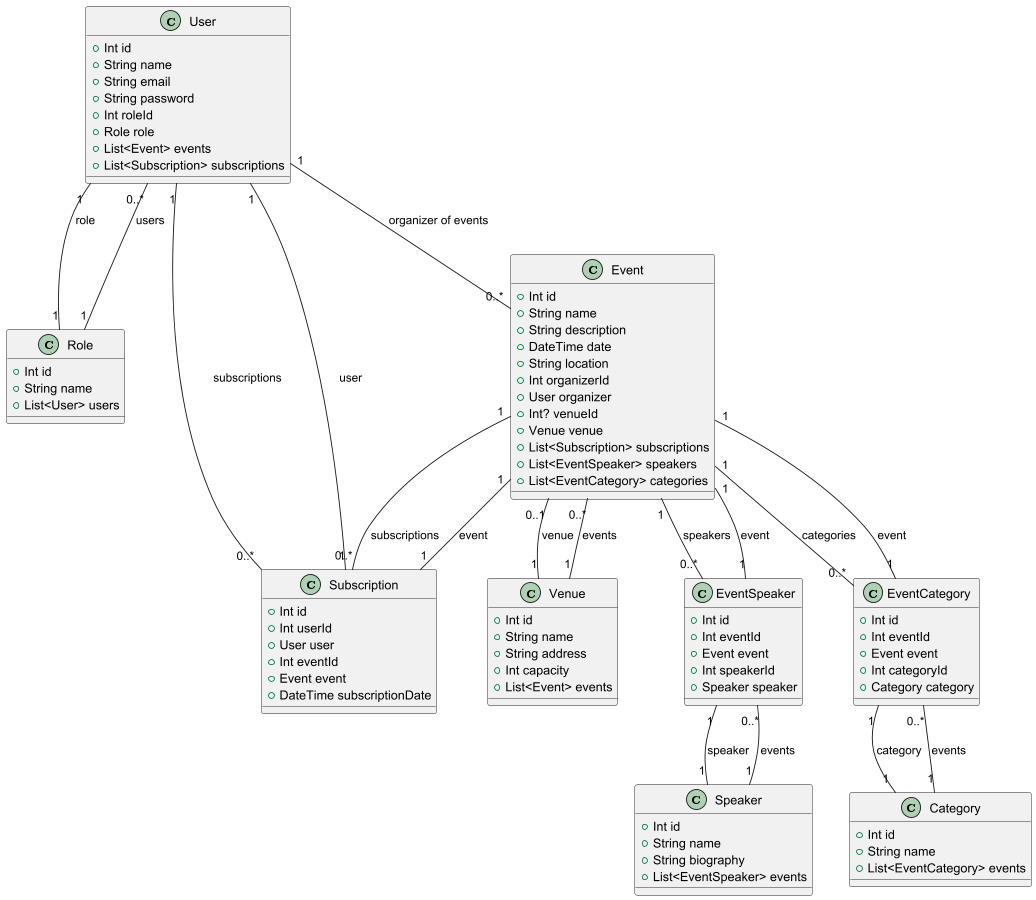 C User
Int id
String name
String email
String password
Int roleId
Role role
List<Event> events
List<Subscription> subscriptions
1
1
0..*
1
1
role
users
organizer of events
0..*
C Event
Int id
String name
String description
DateTime date
String location
Int organizerId
User organizer
Int? venueId
Venue venue
List<Subscription> subscriptions
List<EventSpeaker> speakers
List<EventCategory> categories
1
1
C Role
Int id
String name
List<User> users
subscriptions
user
1
1
1
1
1
0..1
0..*
1
subscriptions
event
venue
events
speakers
event
categories
event
0..*
1
1
1
0..*
1
0..*
1
C Subscription
Int id
Int userId
User user
Int eventId
Event event
DateTime subscriptionDate
C Venue
Int id
String name
String address
Int capacity
List<Event> events
C EventSpeaker
Int id
Int eventId
Event event
Int speakerId
Speaker speaker
C EventCategory
Int id
Int eventId
Event event
Int categoryId
Category category
1
0..*
1
0..*
speaker
events
category
events
1
1
1
1
C Speaker
Int id
String name
String biography
List<EventSpeaker> events
C Category
Int id
String name
List<EventCategory> events